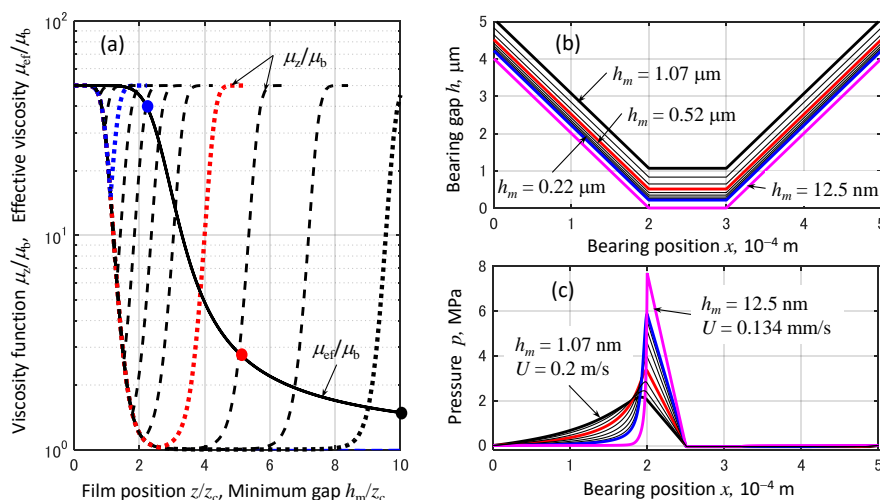 Viscosity function μz/μb, Effective viscosity μef/μb
10²
10¹
10⁰
(a)
μz/μb
μef/μb
0 2 4 6 8 10
Film position z/zc, Minimum gap hm/zc
(b)
Bearing gap h, μm
5
4
3
2
1
0
hm = 1.07 μm
hm = 0.52 μm
hm = 0.22 μm
hm = 12.5 nm
0 1 2 3 4 5
Bearing position x, 10⁻⁴ m
(c)
Pressure p, MPa
8
6
4
2
0
hm = 12.5 nm
U = 0.134 mm/s
hm = 1.07 nm
U = 0.2 m/s
0 1 2 3 4 5
Bearing position x, 10⁻⁴ m